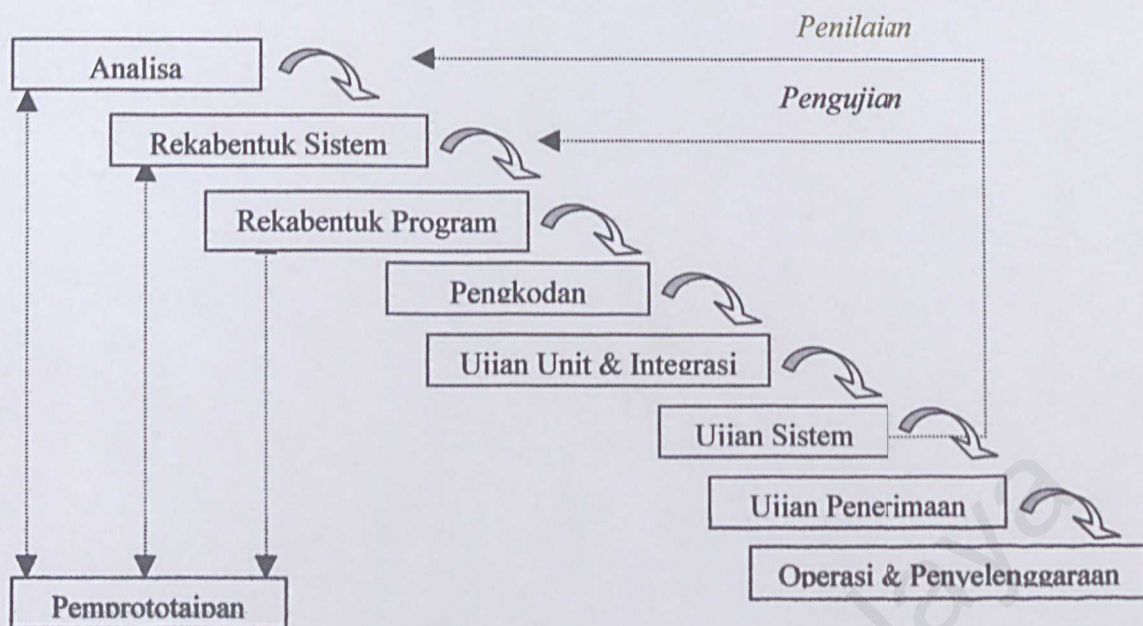 Penilaian
Analisa
Pengujian
Rekabentuk Sistem
Rekabentuk Program
Pengkodan
Ujian Unit & Integrasi
Ujian Sistem
Ujian Penerimaan
Operasi & Penyelenggaraan
Pemprototaipan